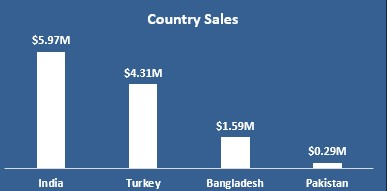 Country Sales
$5.97M
$4.31M
$1.59M
$0.29M
India Turkey Bangladesh Pakistan